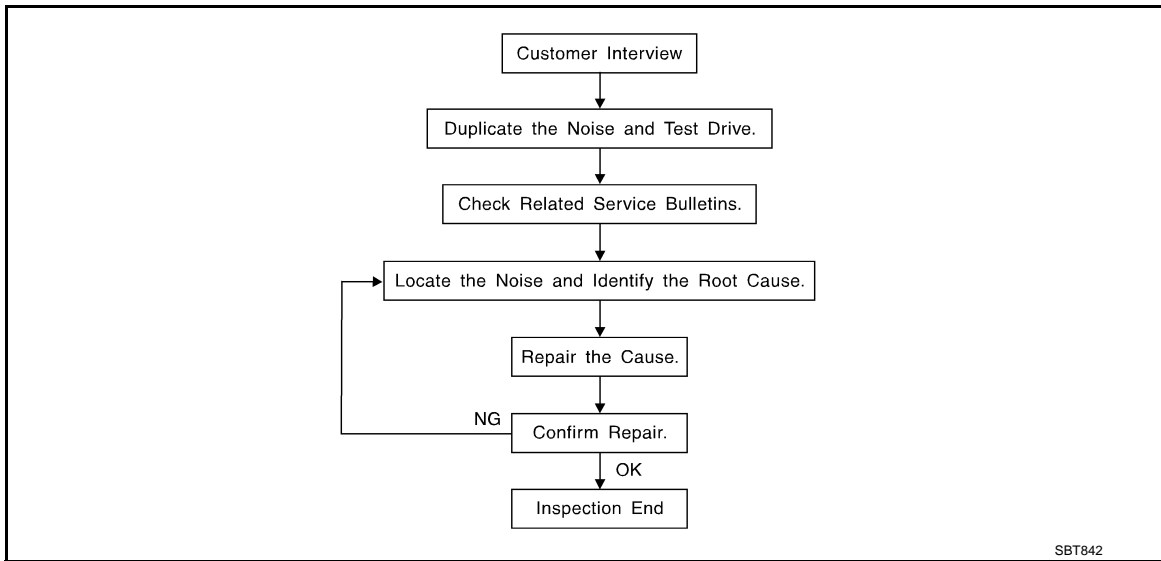 Customer Interview
Duplicate the Noise and Test Drive.
Check Related Service Bulletins.
Locate the Noise and Identify the Root Cause.
Repair the Cause.
NG
Confirm Repair.
OK
Inspection End
SBT842